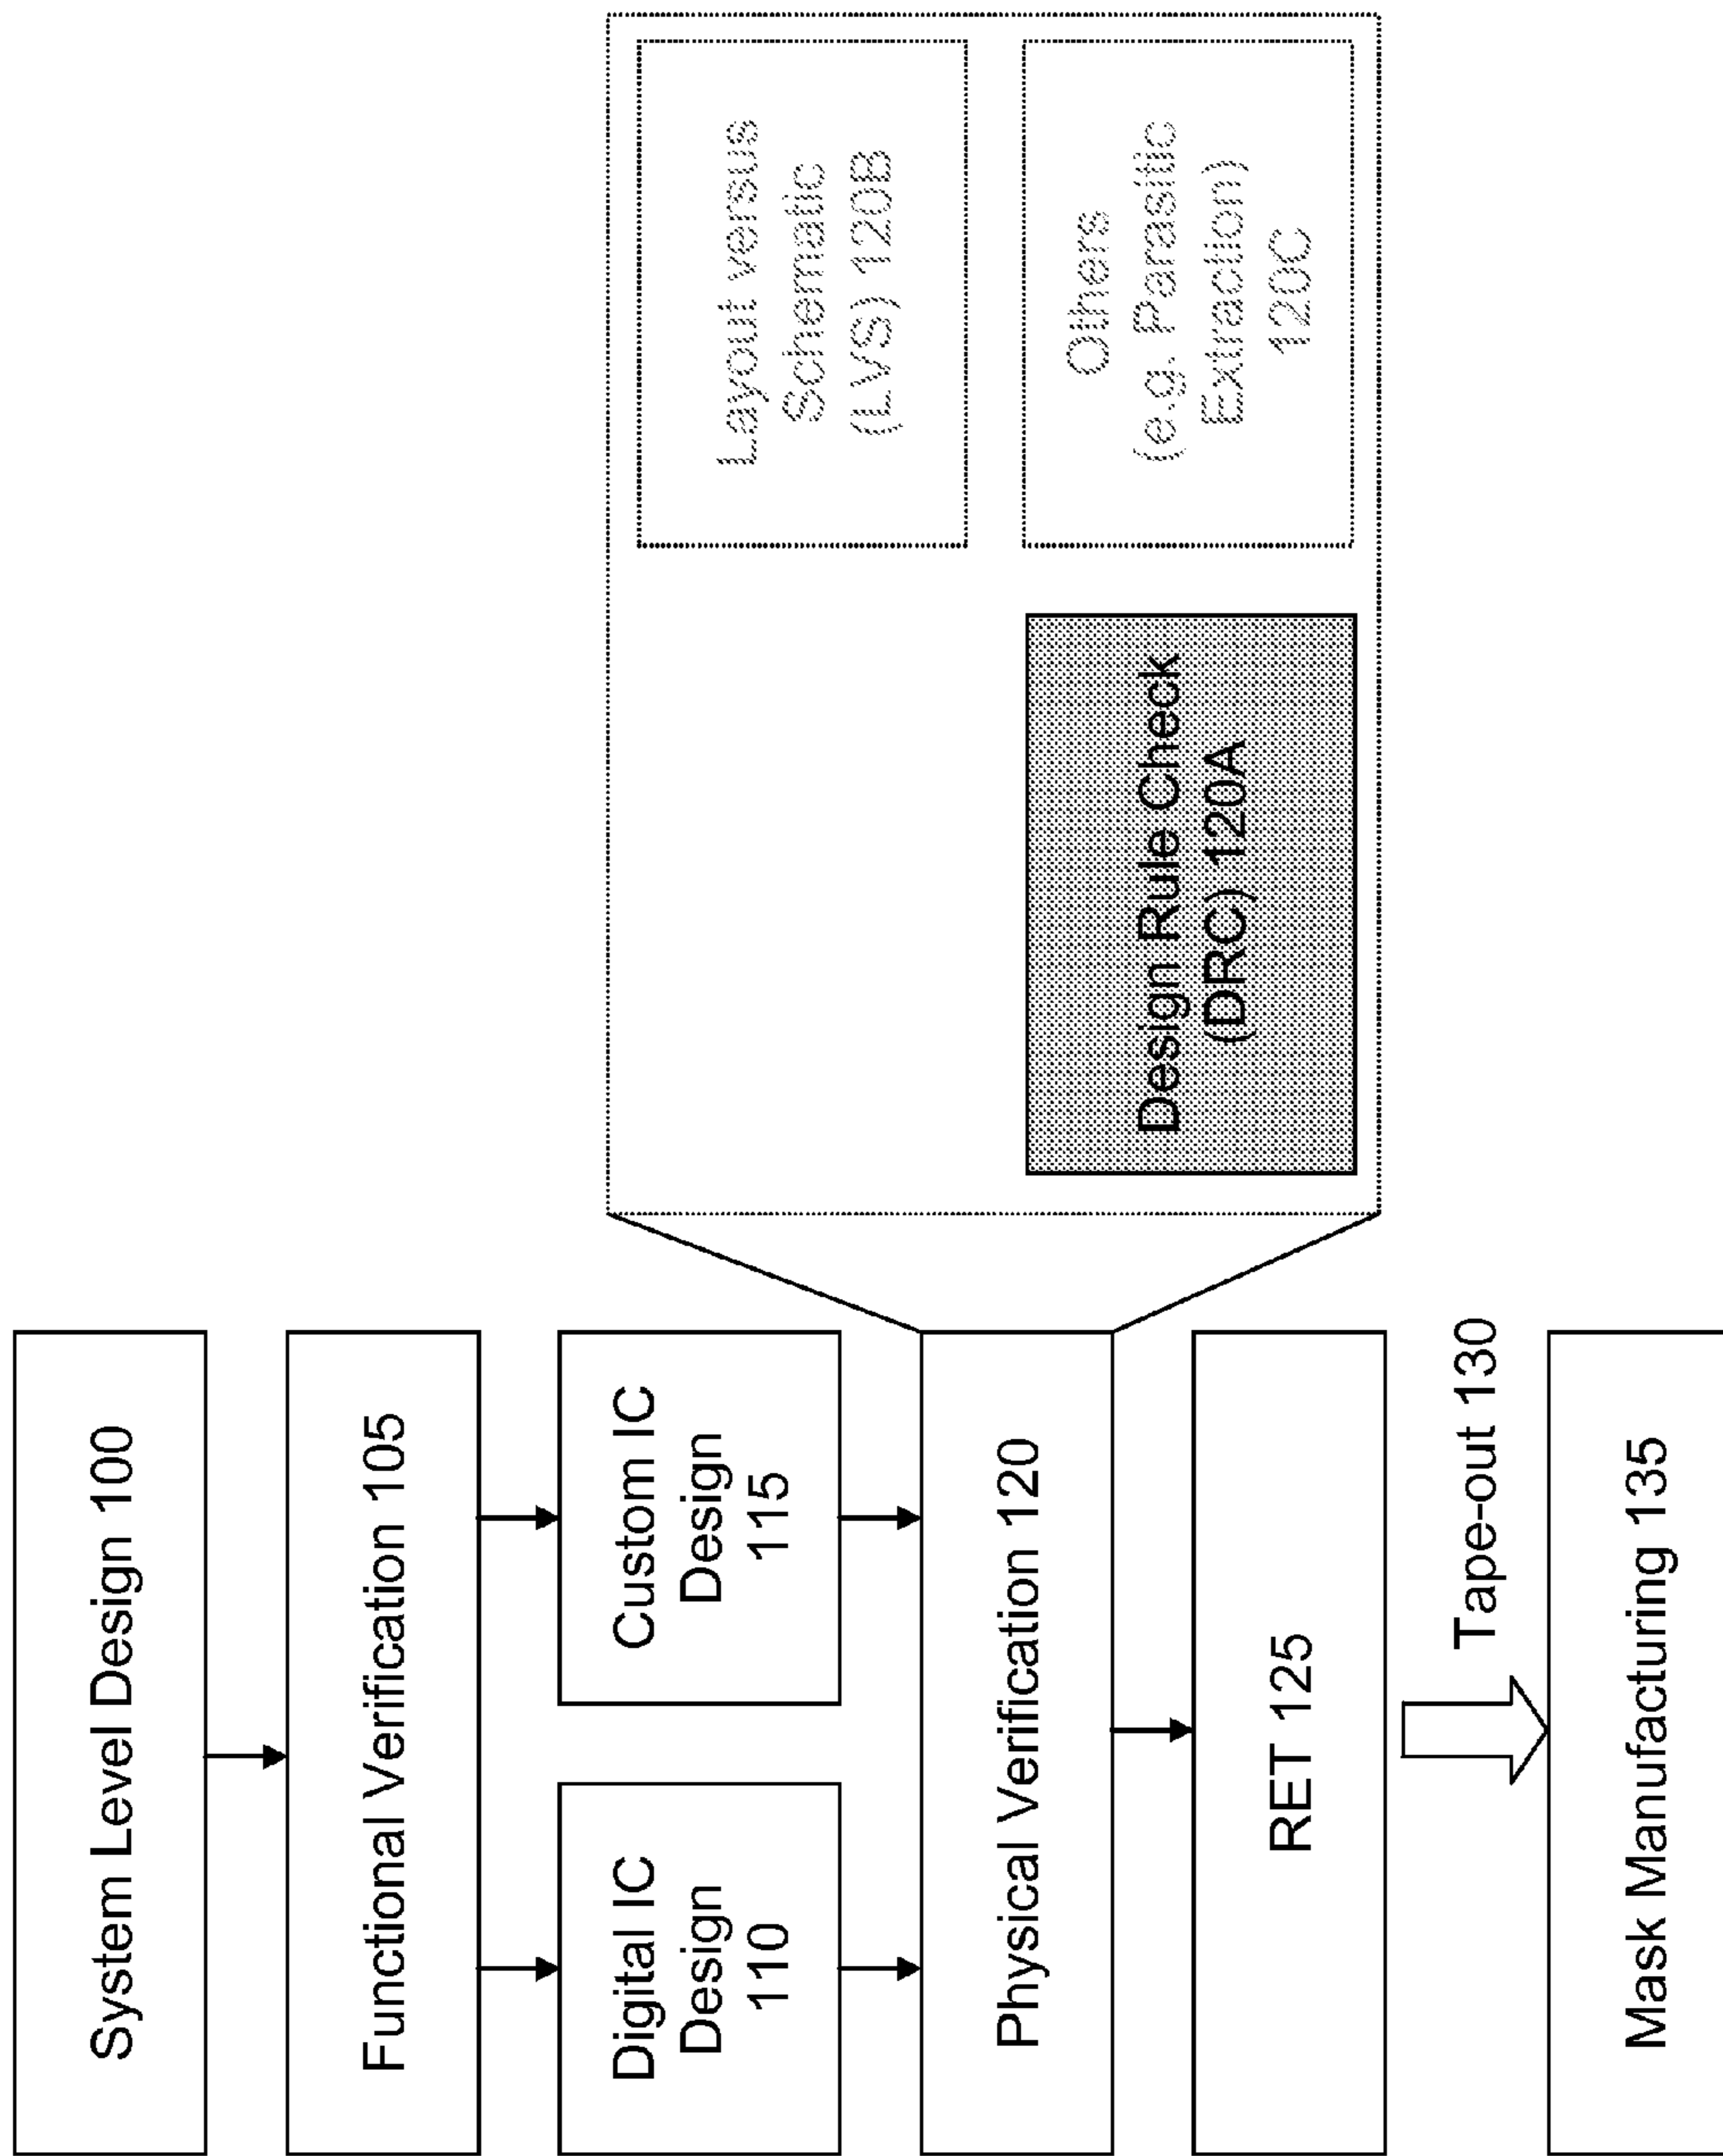 System Level Design 100
Functional Verification 105
Digital IC
Design
110
Custom IC
Design
115
Physical Verification 120
RET 125
Tape-out 130
Mask Manufacturing 135
Design Rule Check
(DRC) 120A
Layout versus
Schematic
(LVS) 120B
Others
(e.g. Parasitic
Extraction)
120C